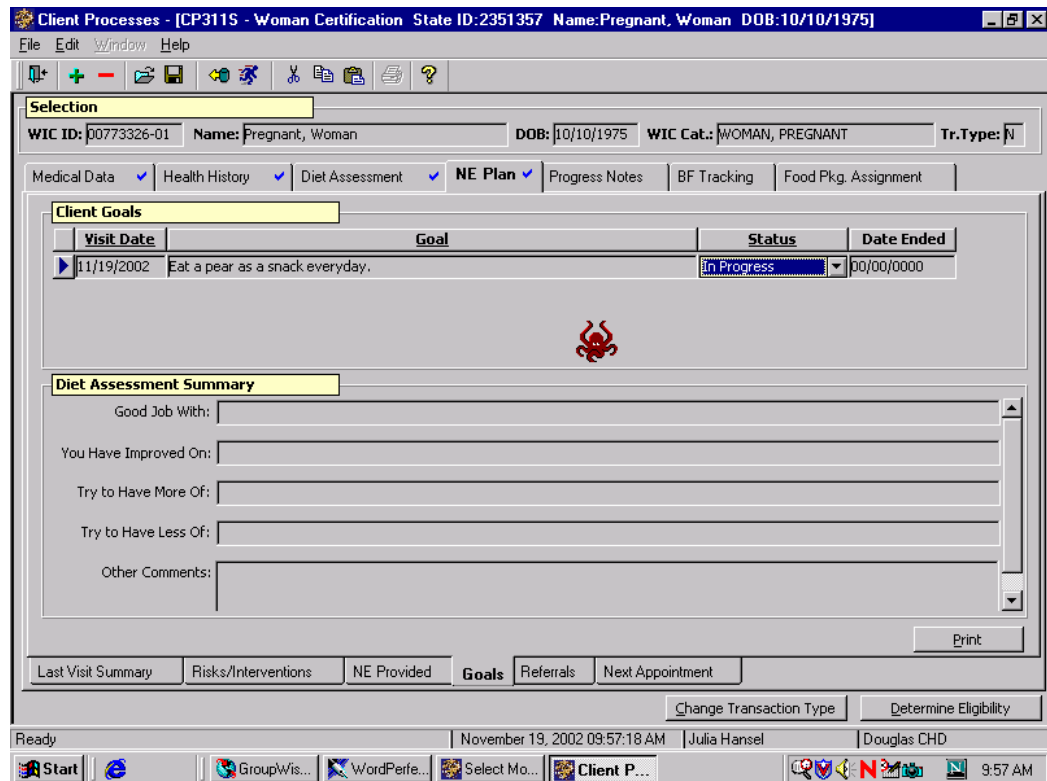 Client Processes - [CP311S - Woman Certification State ID:2351357 Name:Pregnant, Woman DOB:10/10/1975]
File Edit Window Help
Selection
WIC ID: 00773326-01 Name: Pregnant, Woman DOB: 10/10/1975 WIC Cat.: WOMAN, PREGNANT Tr.Type: N
Medical Data Health History Diet Assessment NE Plan Progress Notes BF Tracking Food Pkg. Assignment
Client Goals
Visit Date Goal Status Date Ended
11/19/2002 Eat a pear as a snack everyday. In Progress 00/00/0000
Diet Assessment Summary
Good Job With:
You Have Improved On:
Try to Have More Of:
Try to Have Less Of:
Other Comments:
Print
Last Visit Summary Risks/Interventions NE Provided Goals Referrals Next Appointment
Change Transaction Type Determine Eligibility
Ready November 19, 2002 09:57:18 AM Julia Hansel Douglas CHD
Start GroupWis... WordPerfe... Select Mo... Client P... N N 9:57 AM